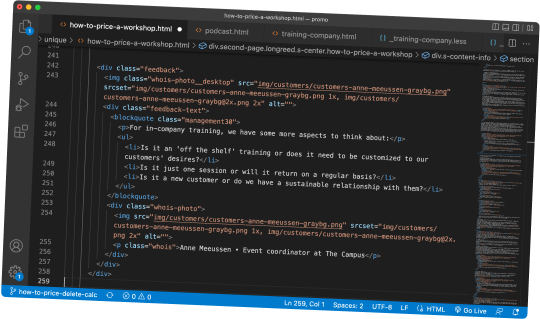 how-to-price-a-workshop.html — promo
how-to-price-a-workshop.html podcast.html training-company.html _training-company.less
unique > how-to-price-a-workshop.html > div.second-page.longreed.s-center.how-to-price-a-workshop > div.s-content-info > section
241
242 <div class="feedback">
243 <img class="whois-photo__desktop" src="img/customers/customers-anne-meeussen-graybg.png"
srcset="img/customers/customers-anne-meeussen-graybg.png 1x, img/customers/
customers-anne-meeussen-graybg@2x.png 2x" alt="">
244 <div class="feedback-text">
245 <blockquote class="management30">
246 <p>For in-company training, we have some more aspects to think about:</p>
247 <ul>
248 <li>Is it an 'off the shelf' training or does it need to be customized to our
customers' desires?</li>
249 <li>Is it just one session or will it return on a regular basis?</li>
250 <li>Is it a new customer or do we have a sustainable relationship with them?</li>
251 </ul>
252 </blockquote>
253 <div class="whois-photo">
254 <img src="img/customers/customers-anne-meeussen-graybg.png" srcset="img/customers/
customers-anne-meeussen-graybg.png 1x, img/customers/customers-anne-meeussen-graybg@2x.
png 2x" alt="">
255 <p class="whois">Anne Meeussen • Event coordinator at The Campus</p>
256 </div>
257 </div>
258 </div>
259
how-to-price-delete-calc 0 0 Ln 259, Col 1 Spaces: 2 UTF-8 LF HTML Go Live
1
1